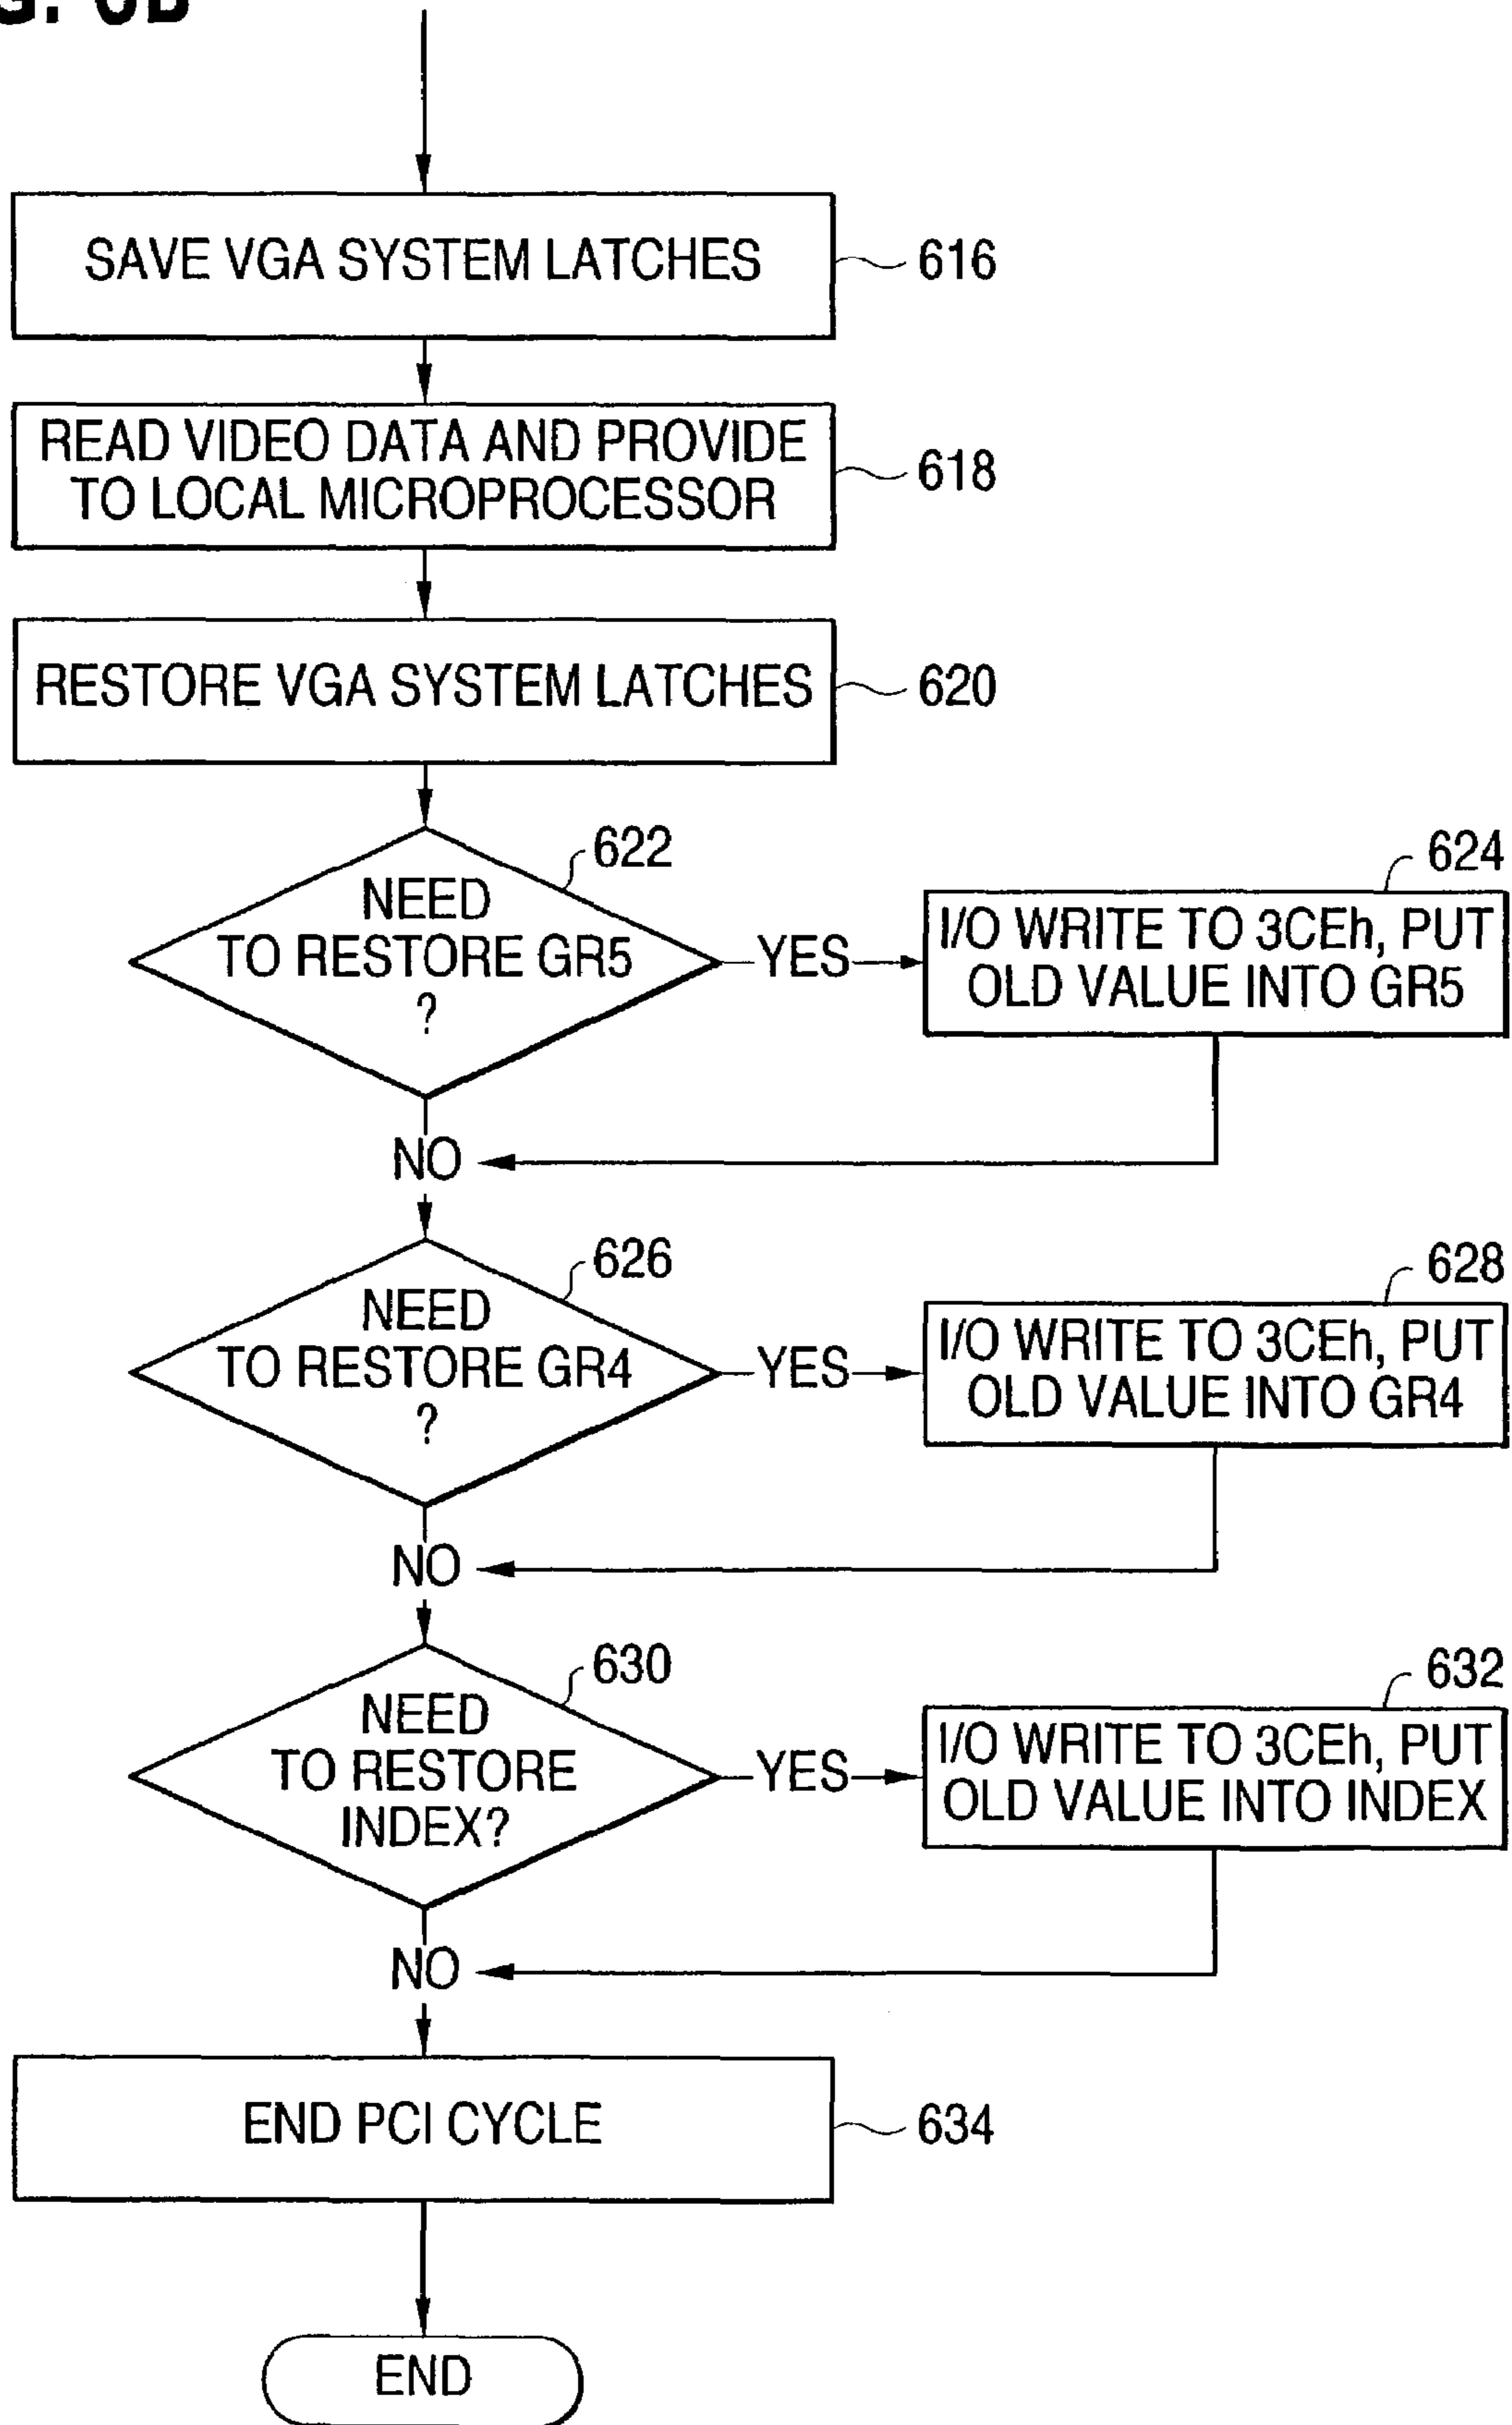 SAVE VGA SYSTEM LATCHES
616
READ VIDEO DATA AND PROVIDE
TO LOCAL MICROPROCESSOR
618
RESTORE VGA SYSTEM LATCHES
620
622
NEED
TO RESTORE GR5
?
YES
624
I/O WRITE TO 3CEh, PUT
OLD VALUE INTO GR5
NO
626
NEED
TO RESTORE GR4
?
YES
628
I/O WRITE TO 3CEh, PUT
OLD VALUE INTO GR4
NO
630
NEED
TO RESTORE
INDEX?
YES
632
I/O WRITE TO 3CEh, PUT
OLD VALUE INTO INDEX
NO
END PCI CYCLE
634
END